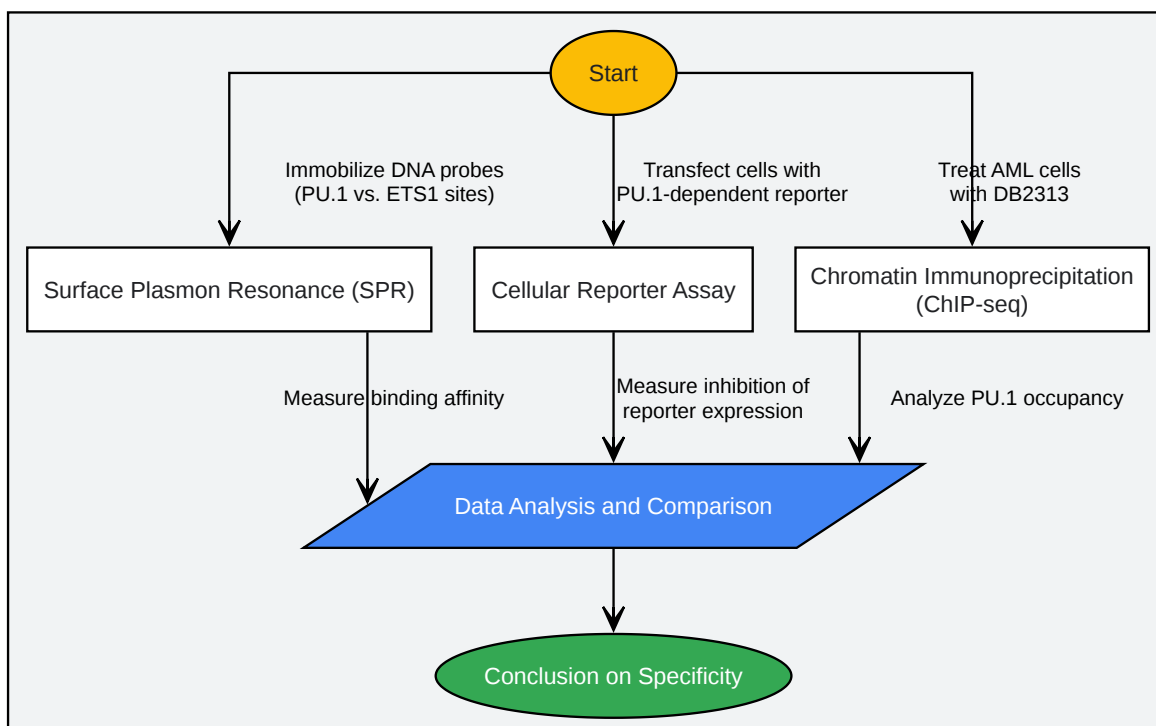 Start
Immobilize DNA probes
(PU.1 vs. ETS1 sites)
Transfect cells with
PU.1-dependent reporter
Treat AML cells
with DB2313
Surface Plasmon Resonance (SPR)
Cellular Reporter Assay
Chromatin Immunoprecipitation
(ChIP-seq)
Measure binding affinity
Measure inhibition of
reporter expression
Analyze PU.1 occupancy
Data Analysis and Comparison
Conclusion on Specificity